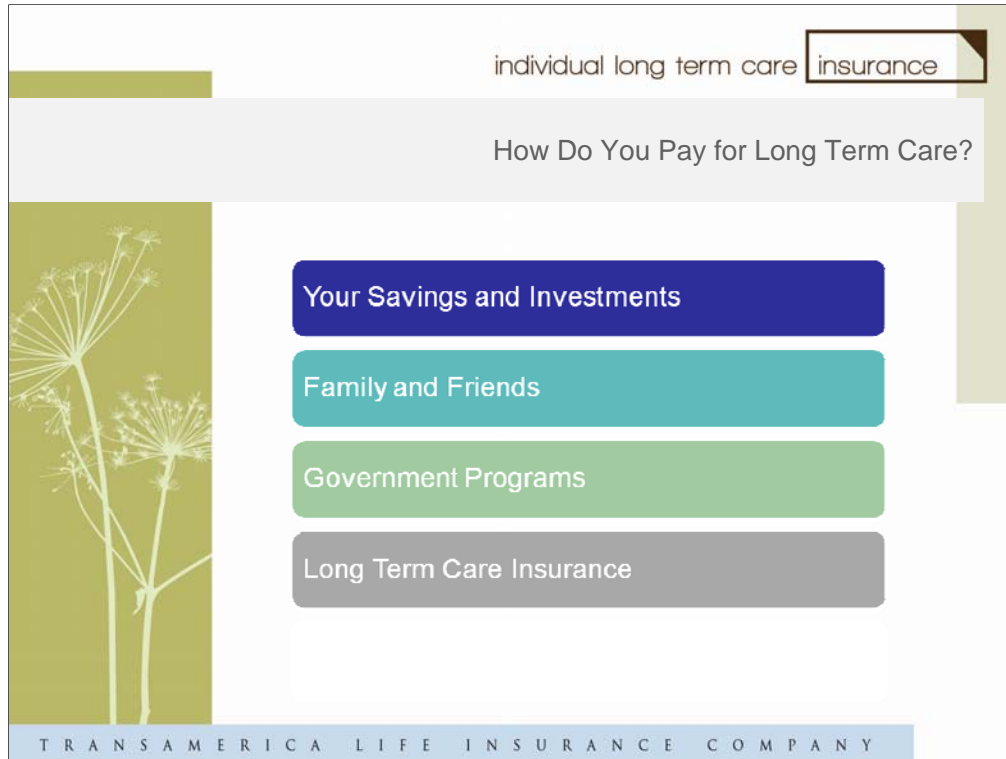 individual long term care insurance
How Do You Pay for Long Term Care?
Your Savings and Investments
Family and Friends
Government Programs
Long Term Care Insurance
TRANSAMERICA LIFE INSURANCE COMPANY